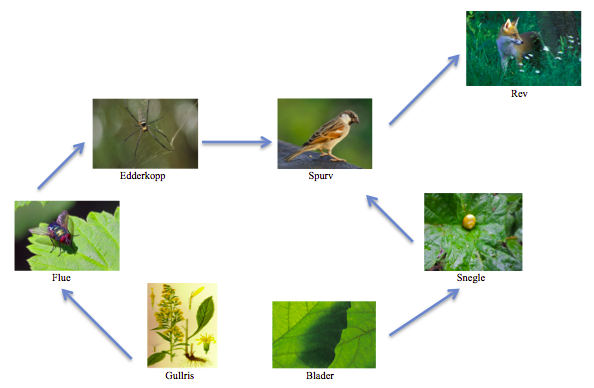 Rev
Edderkopp
Spurv
Flue
Snegle
Gullris
Blader